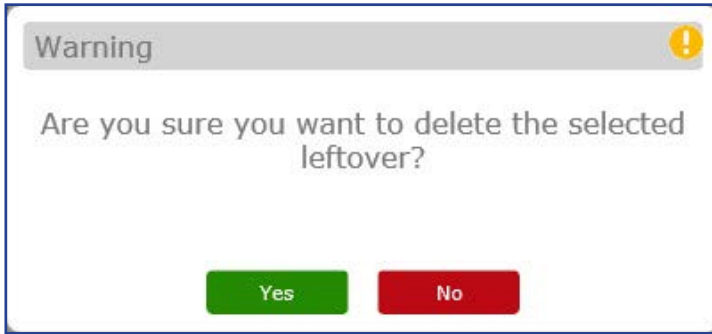 Warning
Are you sure you want to delete the selected
leftover?
Yes No